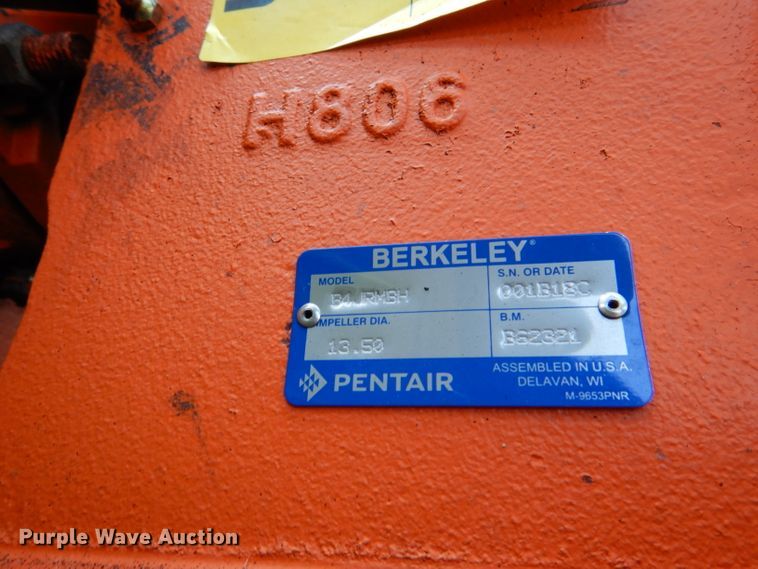 H806
BERKELEY®
MODEL
B4JRMBH
S.N. OR DATE
001B18C
IMPELLER DIA.
13.50
B.M.
B62321
PENTAIR
ASSEMBLED IN U.S.A.
DELAVAN, WI
M-9653PNR
Purple Wave Auction